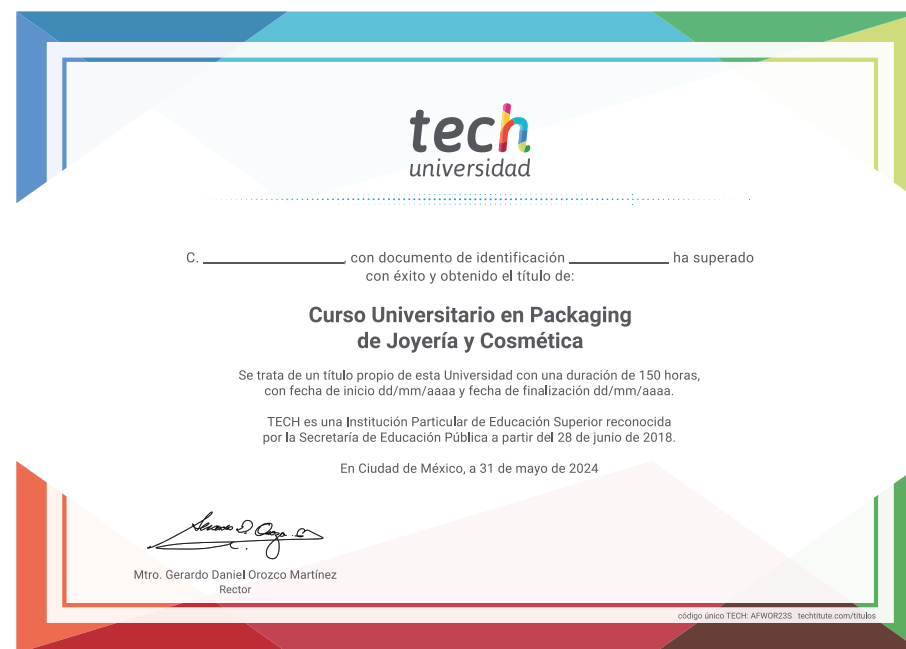 tech
universidad
C. ____________________, con documento de identificación ______________ ha superado
con éxito y obtenido el título de:
Curso Universitario en Packaging
de Joyería y Cosmética
Se trata de un título propio de esta Universidad con una duración de 150 horas,
con fecha de inicio dd/mm/aaaa y fecha de finalización dd/mm/aaaa.
TECH es una Institución Particular de Educación Superior reconocida
por la Secretaría de Educación Pública a partir del 28 de junio de 2018.
En Ciudad de México, a 31 de mayo de 2024
Mtro. Gerardo Daniel Orozco Martínez
Rector
código único TECH: AFWOR23S techtitute.com/titulos